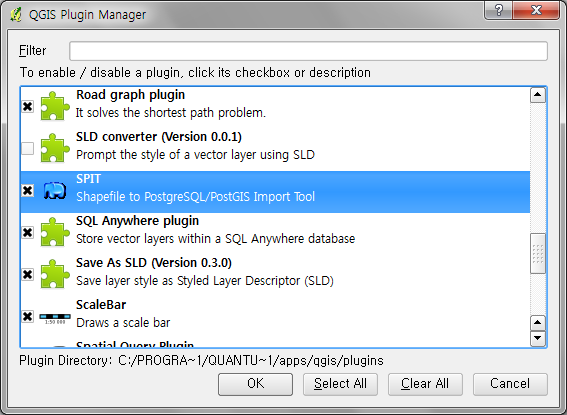 QGIS Plugin Manager
Filter
To enable / disable a plugin, click its checkbox or description
Road graph plugin
It solves the shortest path problem.
SLD converter (Version 0.0.1)
Prompt the style of a vector layer using SLD
SPIT
Shapefile to PostgreSQL/PostGIS Import Tool
SQL Anywhere plugin
Store vector layers within a SQL Anywhere database
Save As SLD (Version 0.3.0)
Save layer style as Styled Layer Descriptor (SLD)
ScaleBar
1:50 000
Draws a scale bar
Spatial Query Plugin
Plugin Directory: C:/PROGRA~1/QUANTU~1/apps/qgis/plugins
OK
Select All
Clear All
Cancel